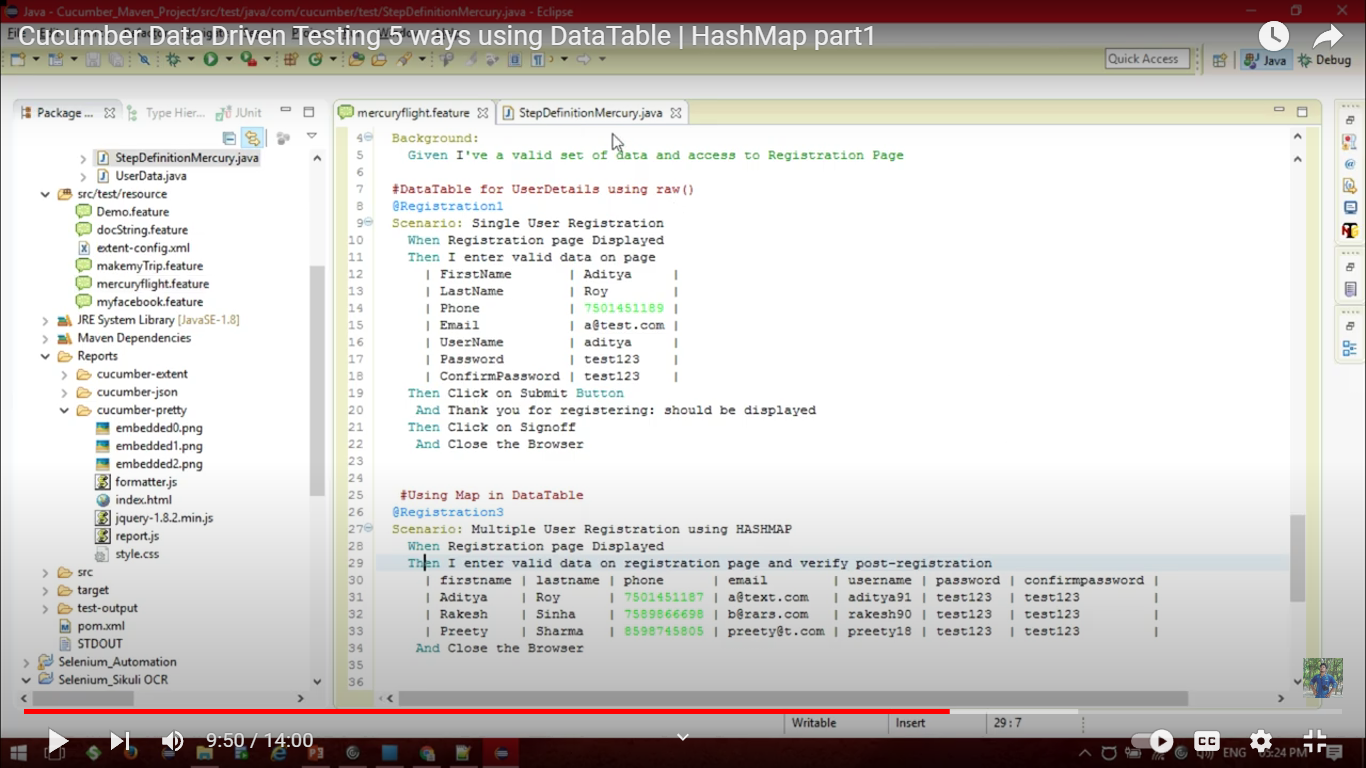 Java - Cucumber_Maven_Project/src/test/java/com/cucumber/test/StepDefinitionMercury.java - Eclipse
Cucumber Data Driven Testing 5 ways using DataTable | HashMap part1
Quick Access
Java
Debug
Package ...
Type Hier...
JUnit
StepDefinitionMercury.java
UserData.java
src/test/resource
Demo.feature
docString.feature
extent-config.xml
makemyTrip.feature
mercuryflight.feature
myfacebook.feature
JRE System Library [JavaSE-1.8]
Maven Dependencies
Reports
cucumber-extent
cucumber-json
cucumber-pretty
embedded0.png
embedded1.png
embedded2.png
formatter.js
index.html
jquery-1.8.2.min.js
report.js
style.css
src
target
test-output
pom.xml
STDOUT
Selenium_Automation
Selenium_Sikuli OCR
mercuryflight.feature
StepDefinitionMercury.java
4 Background:
5 Given I've a valid set of data and access to Registration Page
6
7 #DataTable for UserDetails using raw()
8 @Registration1
9 Scenario: Single User Registration
10 When Registration page Displayed
11 Then I enter valid data on page
12 | FirstName | Aditya |
13 | LastName | Roy |
14 | Phone | 7501451189 |
15 | Email | a@test.com |
16 | UserName | aditya |
17 | Password | test123 |
18 | ConfirmPassword | test123 |
19 Then Click on Submit Button
20 And Thank you for registering: should be displayed
21 Then Click on Signoff
22 And Close the Browser
23
24
25 #Using Map in DataTable
26 @Registration3
27 Scenario: Multiple User Registration using HASHMAP
28 When Registration page Displayed
29 Then I enter valid data on registration page and verify post-registration
30 | firstname | lastname | phone | email | username | password | confirmpassword |
31 | Aditya | Roy | 7501451187 | a@text.com | aditya91 | test123 | test123 |
32 | Rakesh | Sinha | 7589866698 | b@rars.com | rakesh90 | test123 | test123 |
33 | Preety | Sharma | 8598745805 | preety@t.com | preety18 | test123 | test123 |
34 And Close the Browser
35
36
Writable
Insert
29 : 7
9:50 / 14:00
CC
ENG